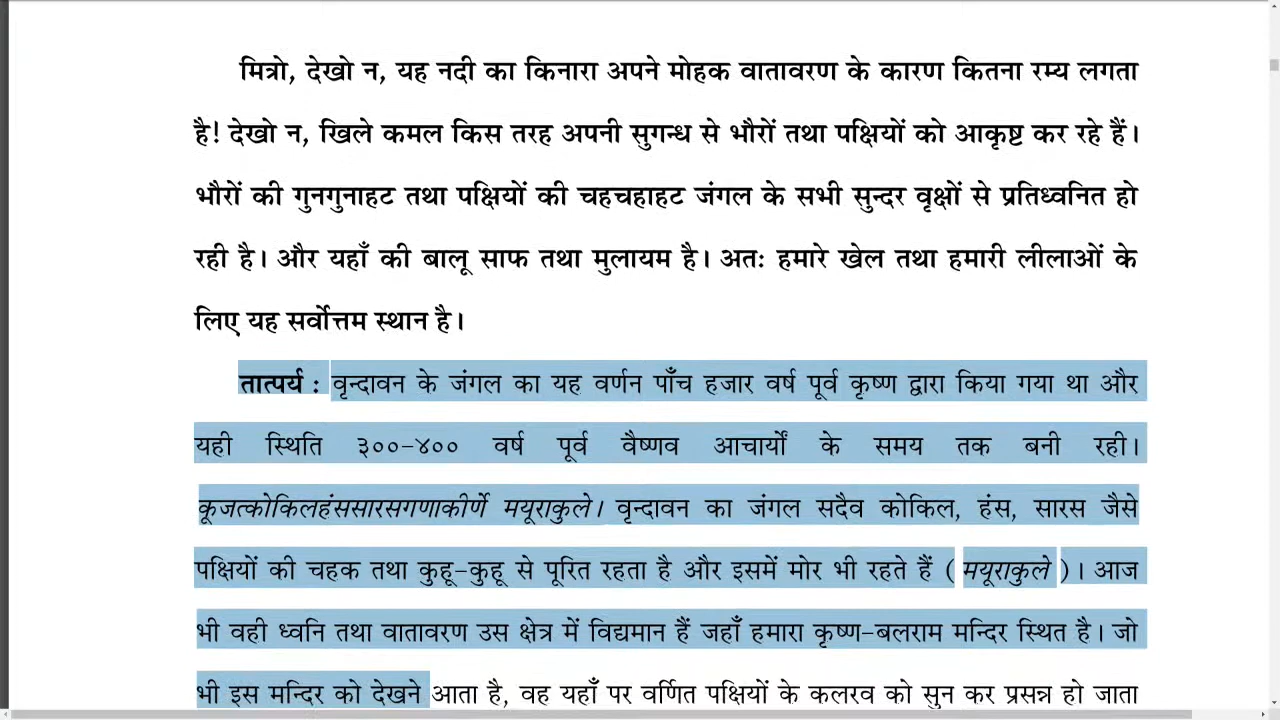 मित्रो, देखो न, यह नदी का किनारा अपने मोहक वातावरण के कारण कितना रम्य लगता
है! देखो न, खिले कमल किस तरह अपनी सुगन्ध से भौरों तथा पक्षियों को आकृष्ट कर रहे हैं।
भौरों की गुनगुनाहट तथा पक्षियों की चहचहाहट जंगल के सभी सुन्दर वृक्षों से प्रतिध्वनित हो
रही है। और यहाँ की बालू साफ तथा मुलायम है। अतः हमारे खेल तथा हमारी लीलाओं के
लिए यह सर्वोत्तम स्थान है।
तात्पर्य : वृन्दावन के जंगल का यह वर्णन पाँच हजार वर्ष पूर्व कृष्ण द्वारा किया गया था और
यही स्थिति ३००-४०० वर्ष पूर्व वैष्णव आचार्यों के समय तक बनी रही।
कूजत्कोकिलहंससारसगणाकीर्णे मयूराकुले। वृन्दावन का जंगल सदैव कोकिल, हंस, सारस जैसे
पक्षियों की चहक तथा कुहू-कुहू से पूरित रहता है और इसमें मोर भी रहते हैं ( मयूराकुले )। आज
भी वही ध्वनि तथा वातावरण उस क्षेत्र में विद्यमान हैं जहाँ हमारा कृष्ण-बलराम मन्दिर स्थित है। जो
भी इस मन्दिर को देखने आता है, वह यहाँ पर वर्णित पक्षियों के कलरव को सुन कर प्रसन्न हो जाता